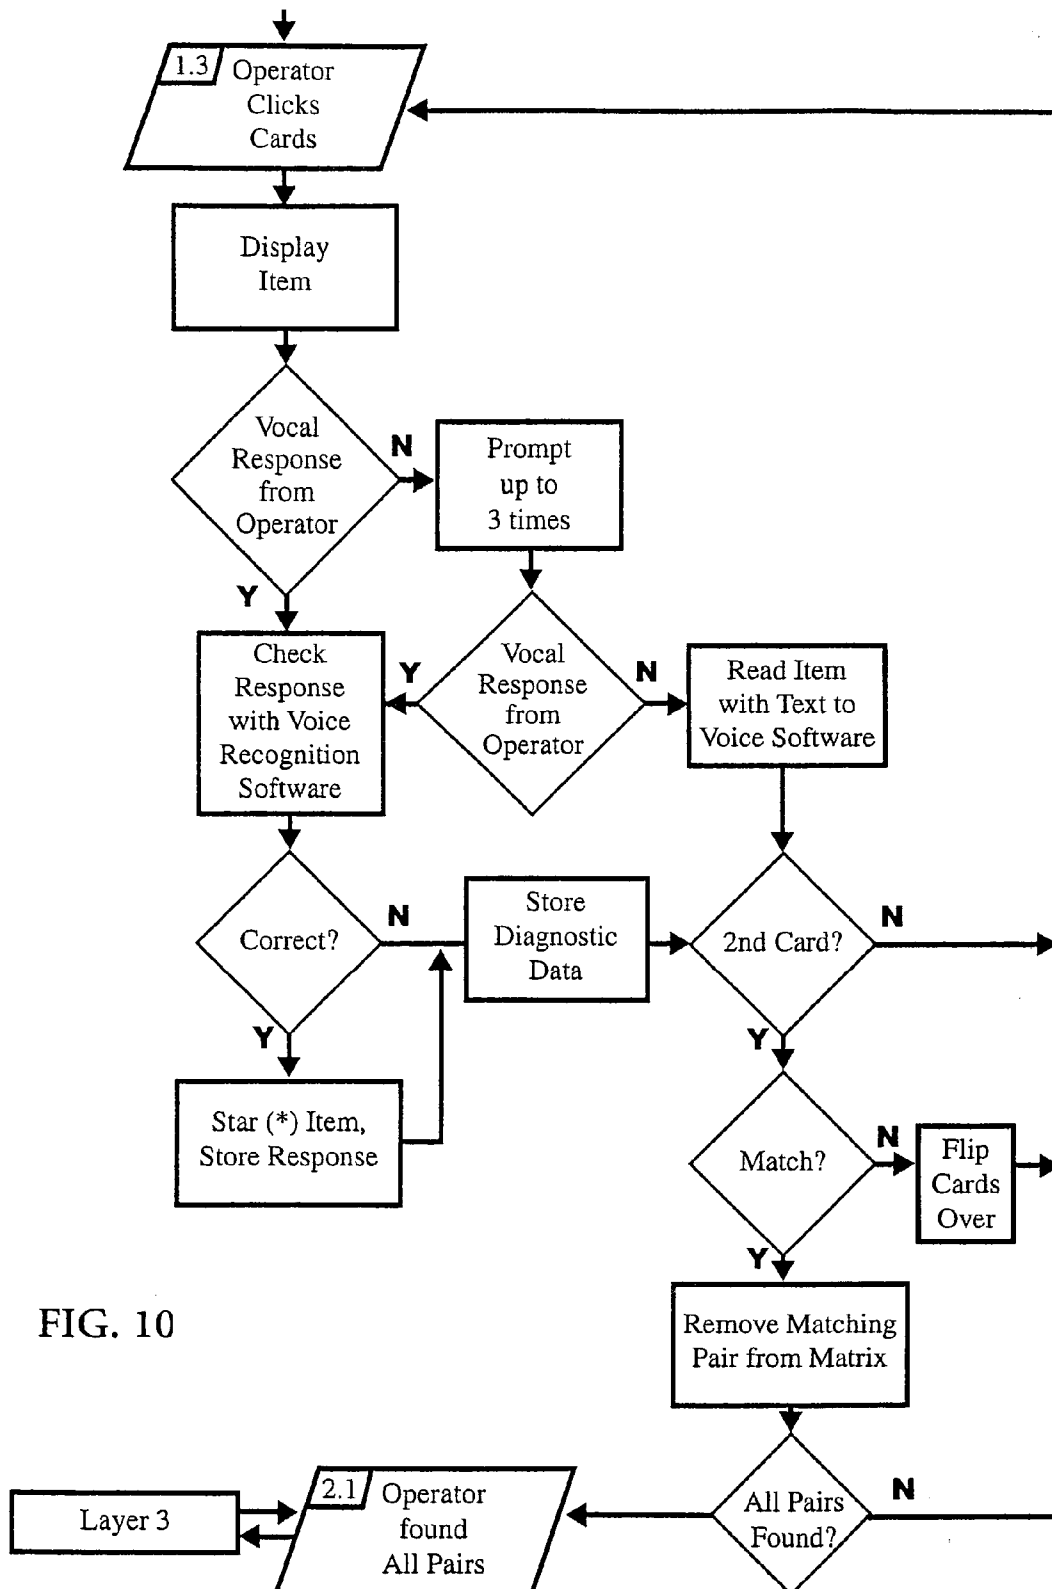 1.3
Operator
Clicks
Cards
Display
Item
Vocal
Response
from
Operator
N
Prompt
up to
3 times
Y
Check
Response
with Voice
Recognition
Software
Y
Vocal
Response
from
Operator
N
Read Item
with Text to
Voice Software
Correct?
N
Store
Diagnostic
Data
2nd Card?
N
Y
Star (*) Item,
Store Response
Y
Match?
N
Flip
Cards
Over
Y
Remove Matching
Pair from Matrix
FIG. 10
Layer 3
2.1
Operator
found
All Pairs
All Pairs
Found?
N